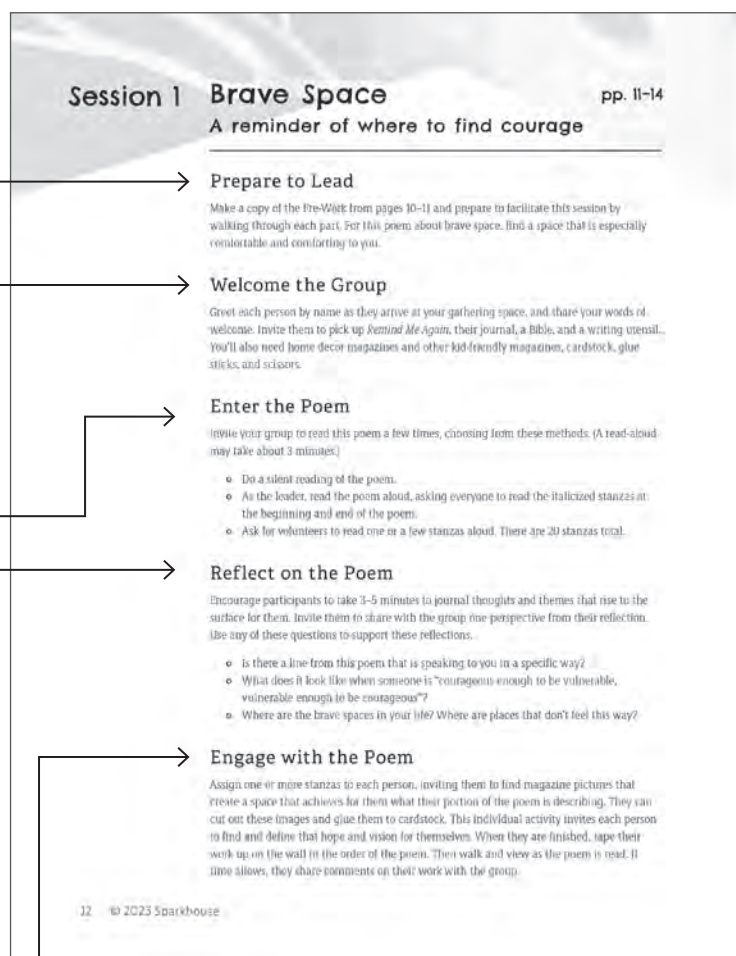 Session 1 Brave Space pp. 11–14
A reminder of where to find courage
Prepare to Lead
Make a copy of the Pre-Work from pages 10–11 and prepare to facilitate this session by
walking through each part. For this poem about brave space, find a space that is especially
comfortable and comforting to you.
Welcome the Group
Greet each person by name as they arrive at your gathering space, and share your words of
welcome. Invite them to pick up Remind Me Again, their journal, a Bible, and a writing utensil.
You'll also need home decor magazines and other kid-friendly magazines, cardstock, glue
sticks, and scissors.
Enter the Poem
Invite your group to read this poem a few times, choosing from these methods. (A read-aloud
may take about 3 minutes.)
o Do a silent reading of the poem.
o As the leader, read the poem aloud, asking everyone to read the italicized stanzas at
the beginning and end of the poem.
o Ask for volunteers to read one or a few stanzas aloud. There are 20 stanzas total.
Reflect on the Poem
Encourage participants to take 3–5 minutes to journal thoughts and themes that rise to the
surface for them. Invite them to share with the group one perspective from their reflection.
Use any of these questions to support these reflections.
o Is there a line from this poem that is speaking to you in a specific way?
o What does it look like when someone is "courageous enough to be vulnerable,
vulnerable enough to be courageous"?
o Where are the brave spaces in your life? Where are places that don't feel this way?
Engage with the Poem
Assign one or more stanzas to each person, inviting them to find magazine pictures that
create a space that achieves for them what their portion of the poem is describing. They can
cut out these images and glue them to cardstock. This individual activity invites each person
to find and define that hope and vision for themselves. When they are finished, tape their
work up on the wall in the order of the poem. Then walk and view as the poem is read. If
time allows, they share comments on their work with the group.
12 © 2023 Sparkhouse